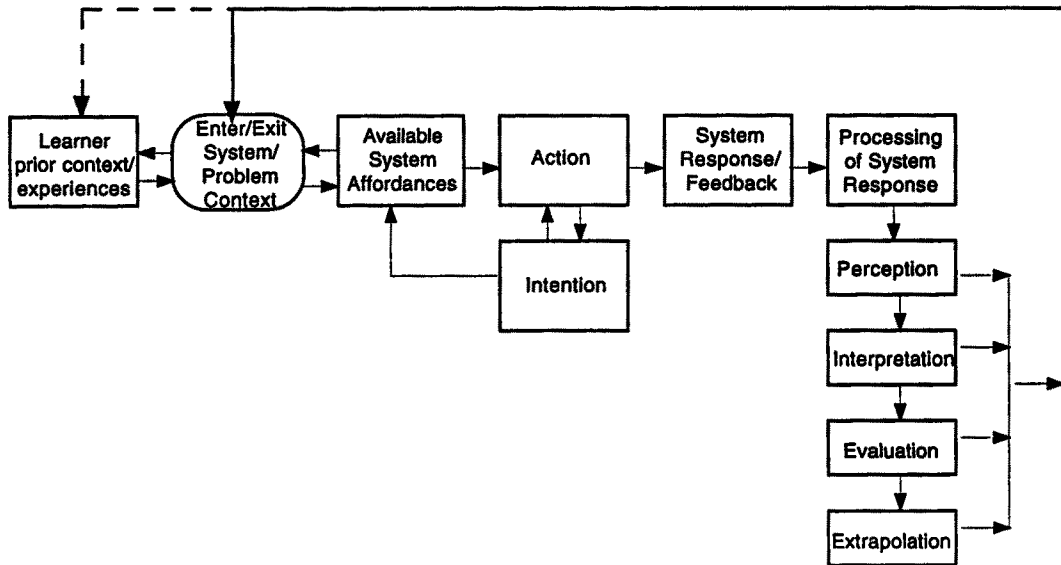 Learner
prior context/
experiences
Enter/Exit
System/
Problem
Context
Available
System
Affordances
Action
Intention
System
Response/
Feedback
Processing
of System
Response
Perception
Interpretation
Evaluation
Extrapolation